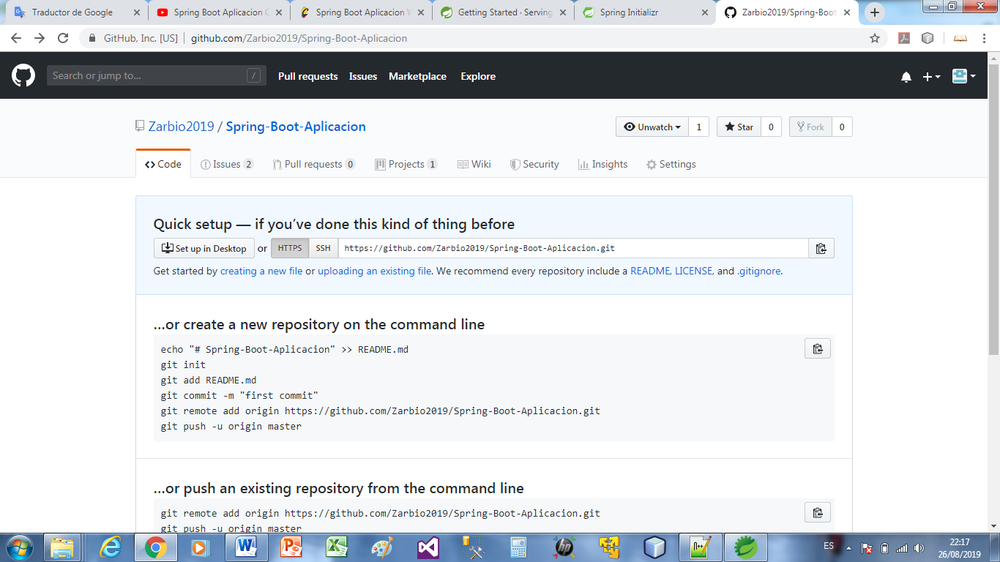 Traductor de Google
Spring Boot Aplicacion C
Spring Boot Aplicacion W
Getting Started · Serving
Spring Initializr
Zarbio2019/Spring-Boot-
GitHub, Inc. [US] | github.com/Zarbio2019/Spring-Boot-Aplicacion
Search or jump to... /
Pull requests Issues Marketplace Explore
Zarbio2019 / Spring-Boot-Aplicacion
Unwatch 1 Star 0 Fork 0
Code Issues 2 Pull requests 0 Projects 1 Wiki Security Insights Settings
Quick setup — if you’ve done this kind of thing before
Set up in Desktop or HTTPS SSH https://github.com/Zarbio2019/Spring-Boot-Aplicacion.git
Get started by creating a new file or uploading an existing file. We recommend every repository include a README, LICENSE, and .gitignore.
…or create a new repository on the command line
echo "# Spring-Boot-Aplicacion" >> README.md
git init
git add README.md
git commit -m "first commit"
git remote add origin https://github.com/Zarbio2019/Spring-Boot-Aplicacion.git
git push -u origin master
…or push an existing repository from the command line
git remote add origin https://github.com/Zarbio2019/Spring-Boot-Aplicacion.git
git push -u origin master
ES 22:17
26/08/2019